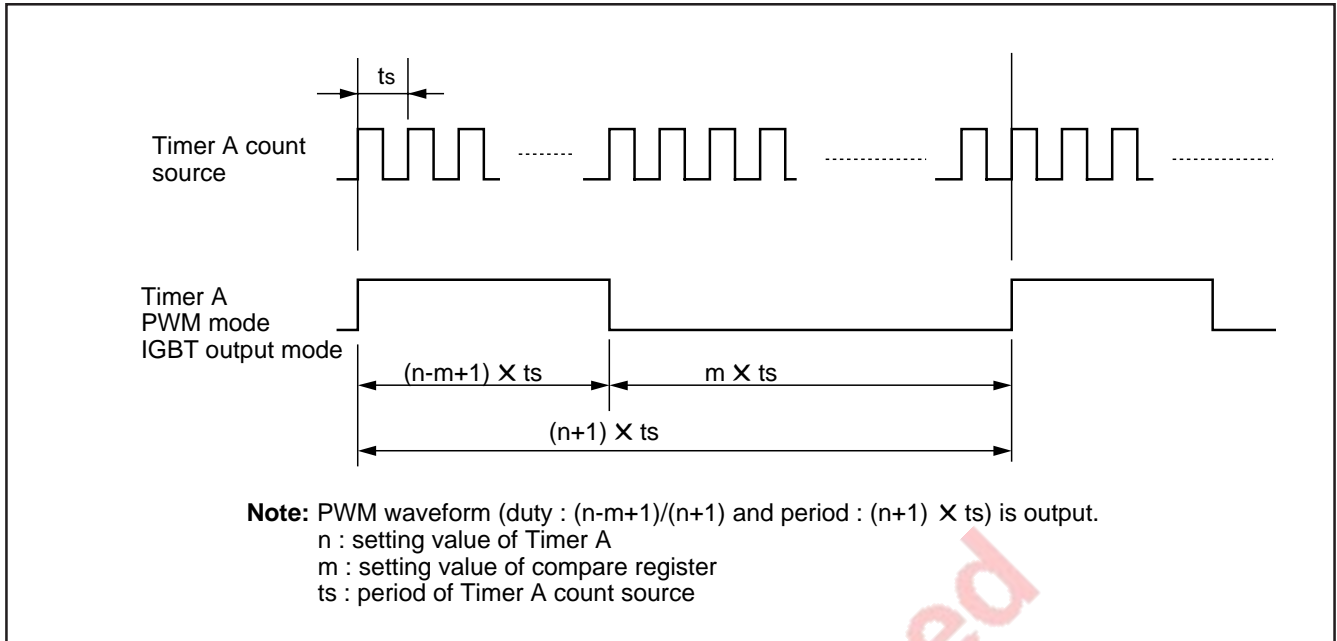 ts
Timer A count
source
Timer A
PWM mode
IGBT output mode
(n-m+1) × ts
m × ts
(n+1) × ts
Note: PWM waveform (duty : (n-m+1)/(n+1) and period : (n+1) × ts) is output.
n : setting value of Timer A
m : setting value of compare register
ts : period of Timer A count source